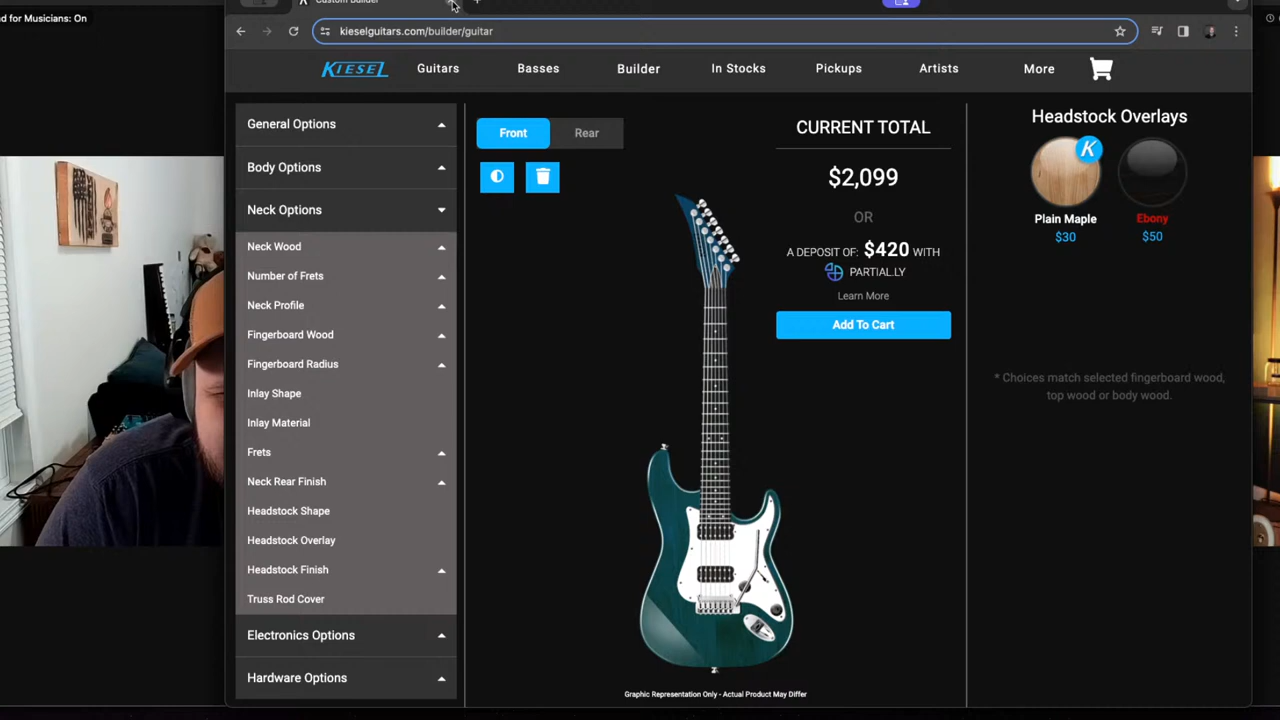 d for Musicians: On
Custom Builder
kieselguitars.com/builder/guitar
KIESEL
Guitars
Basses
Builder
In Stocks
Pickups
Artists
More
General Options
Body Options
Neck Options
Neck Wood
Number of Frets
Neck Profile
Fingerboard Wood
Fingerboard Radius
Inlay Shape
Inlay Material
Frets
Neck Rear Finish
Headstock Shape
Headstock Overlay
Headstock Finish
Truss Rod Cover
Electronics Options
Hardware Options
Front
Rear
CURRENT TOTAL
$2,099
OR
A DEPOSIT OF: $420 WITH
PARTIAL.LY
Learn More
Add To Cart
Graphic Representation Only - Actual Product May Differ
Headstock Overlays
K
Plain Maple
$30
Ebony
$50
* Choices match selected fingerboard wood,
top wood or body wood.